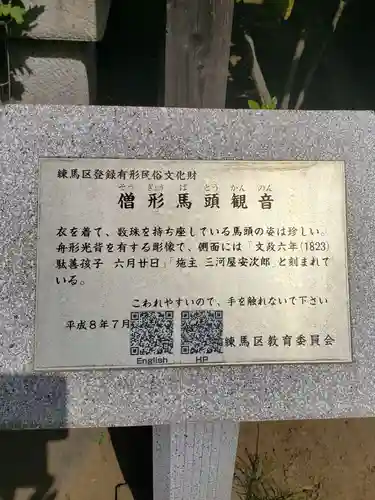 練馬区登録有形民俗文化財
そう ぎょう ば とう かん のん
僧形馬頭観音
衣を着て、数珠を持ち座している馬頭の姿は珍しい。
舟形光背を有する彫像で、側面には「文政六年(1823)
駄善孩子 六月廿日」「施主 三河屋安次郎」と刻まれて
いる。
こわれやすいので、手を触れないで下さい
平成8年7月
練馬区教育委員会
English
HP